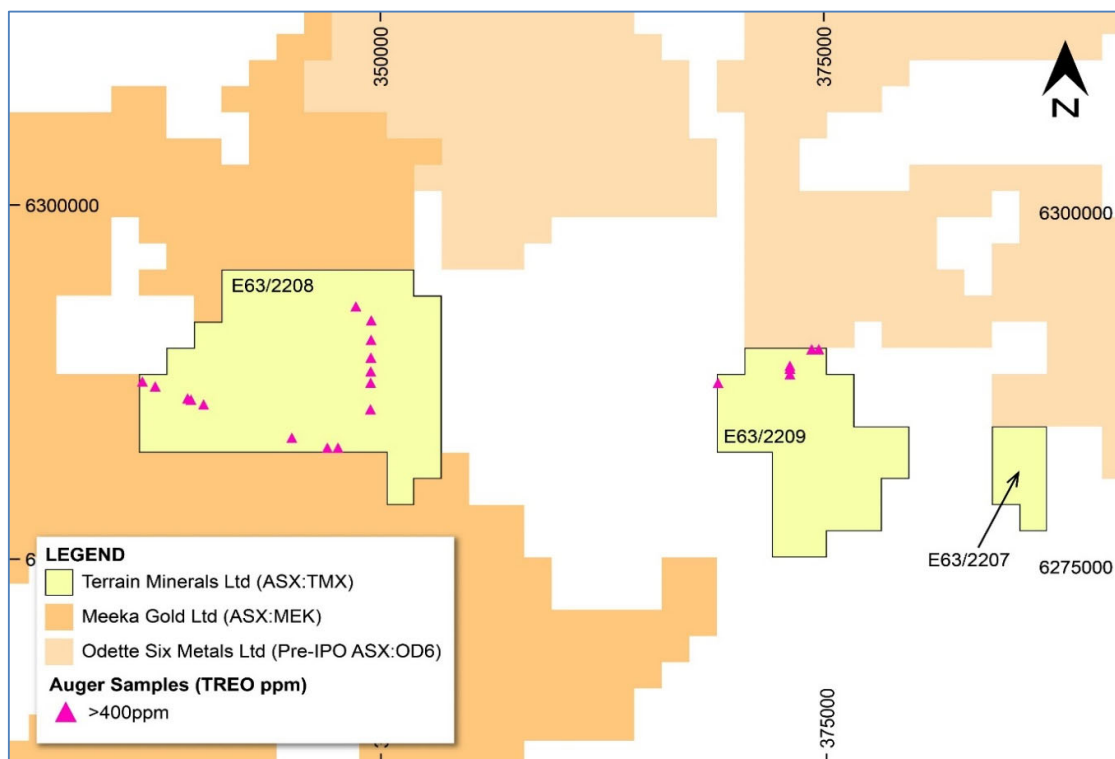 350000
375000
N
6300000
6300000
E63/2208
E63/2209
E63/2207
6275000
LEGEND
Terrain Minerals Ltd (ASX:TMX)
Meeka Gold Ltd (ASX:MEK)
Odette Six Metals Ltd (Pre-IPO ASX:OD6)
Auger Samples (TREO ppm)
>400ppm
375000